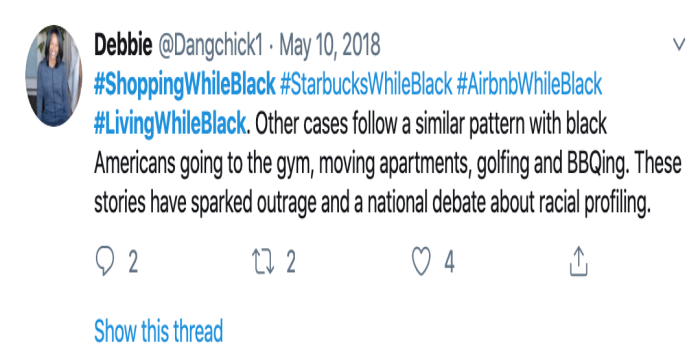 Debbie @Dangchick1 · May 10, 2018
#ShoppingWhileBlack #StarbucksWhileBlack #AirbnbWhileBlack
#LivingWhileBlack. Other cases follow a similar pattern with black
Americans going to the gym, moving apartments, golfing and BBQing. These
stories have sparked outrage and a national debate about racial profiling.
2 2 4
Show this thread